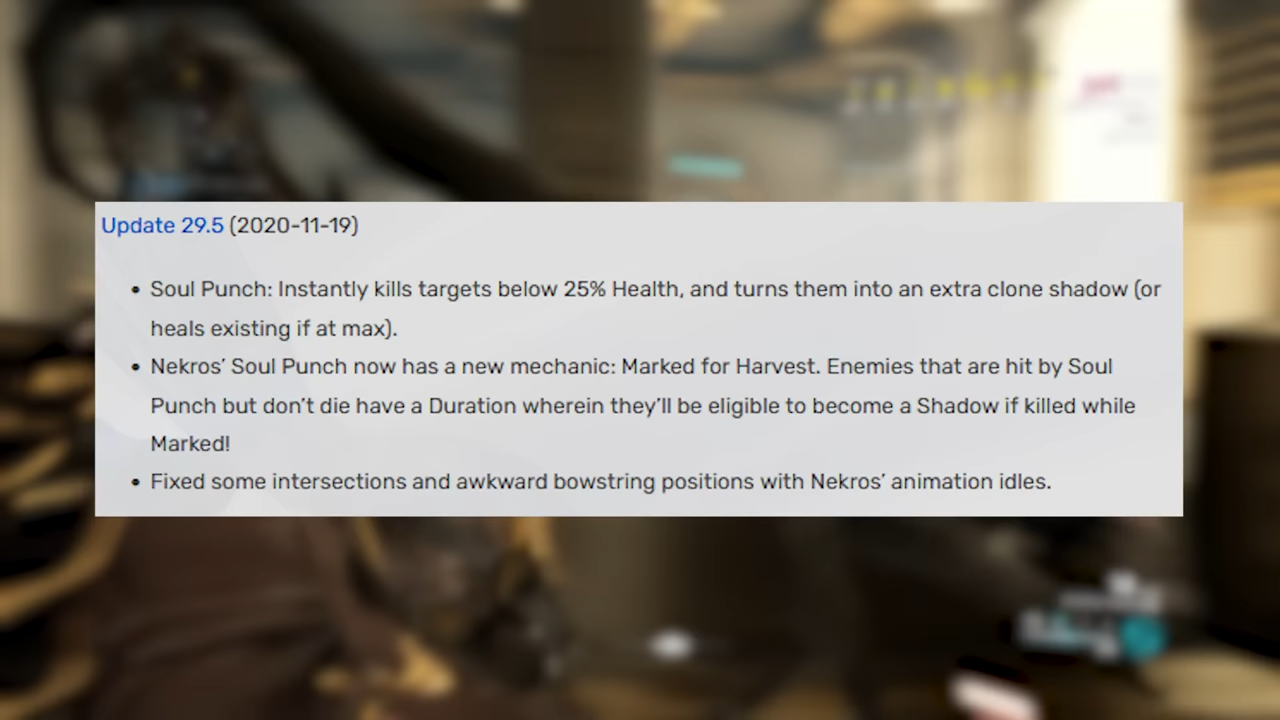 Update 29.5 (2020-11-19)
• Soul Punch: Instantly kills targets below 25% Health, and turns them into an extra clone shadow (or
heals existing if at max).
• Nekros’ Soul Punch now has a new mechanic: Marked for Harvest. Enemies that are hit by Soul
Punch but don’t die have a Duration wherein they’ll be eligible to become a Shadow if killed while
Marked!
• Fixed some intersections and awkward bowstring positions with Nekros’ animation idles.